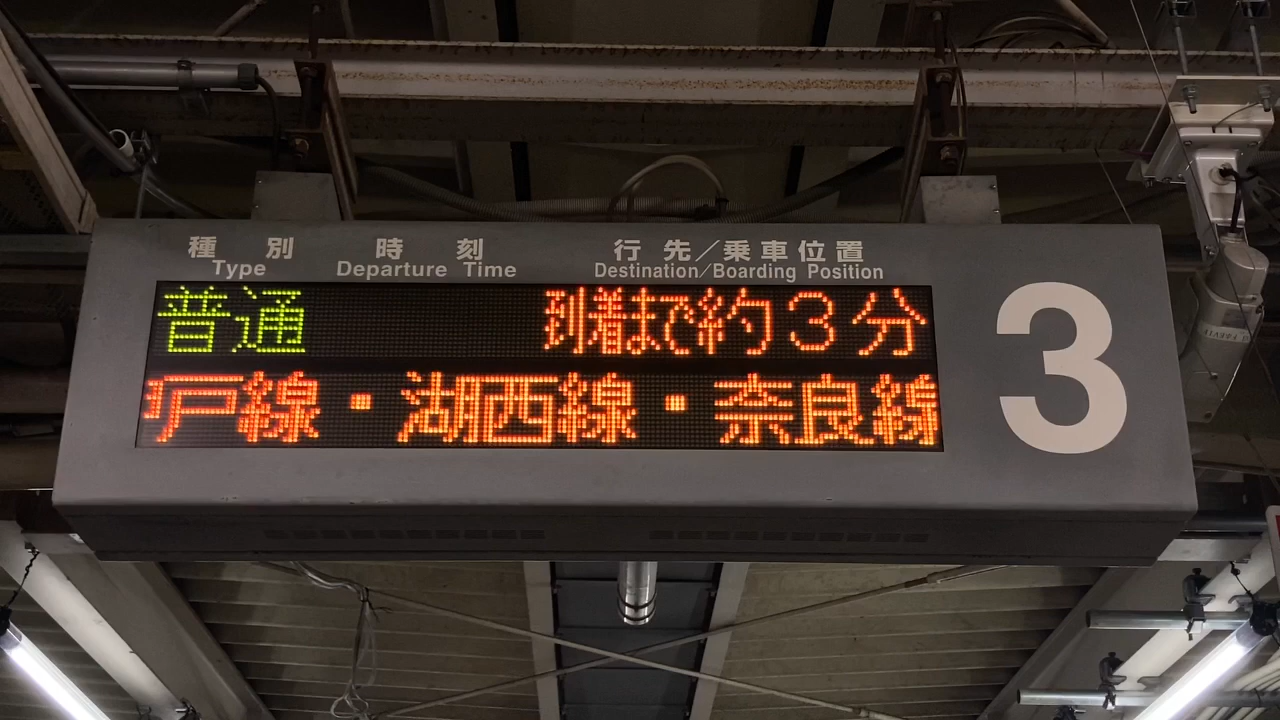 種別 時刻 行先／乗車位置
Type Departure Time Destination/Boarding Position
普通 到着まで約3分
戸線・湖西線・奈良線
3